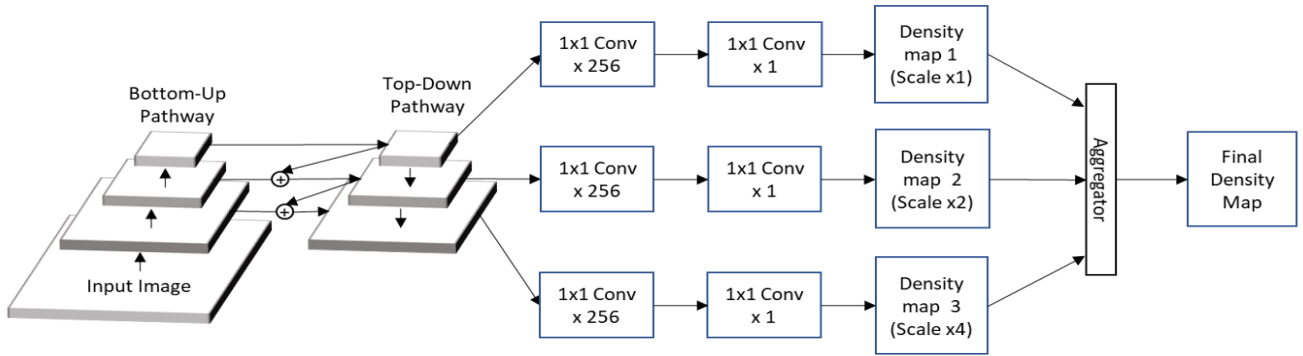 Bottom-Up
Pathway
Input Image
Top-Down
Pathway
+
+
1x1 Conv
x 256
1x1 Conv
x 1
Density
map 1
(Scale x1)
1x1 Conv
x 256
1x1 Conv
x 1
Density
map 2
(Scale x2)
1x1 Conv
x 256
1x1 Conv
x 1
Density
map 3
(Scale x4)
Aggregator
Final
Density
Map